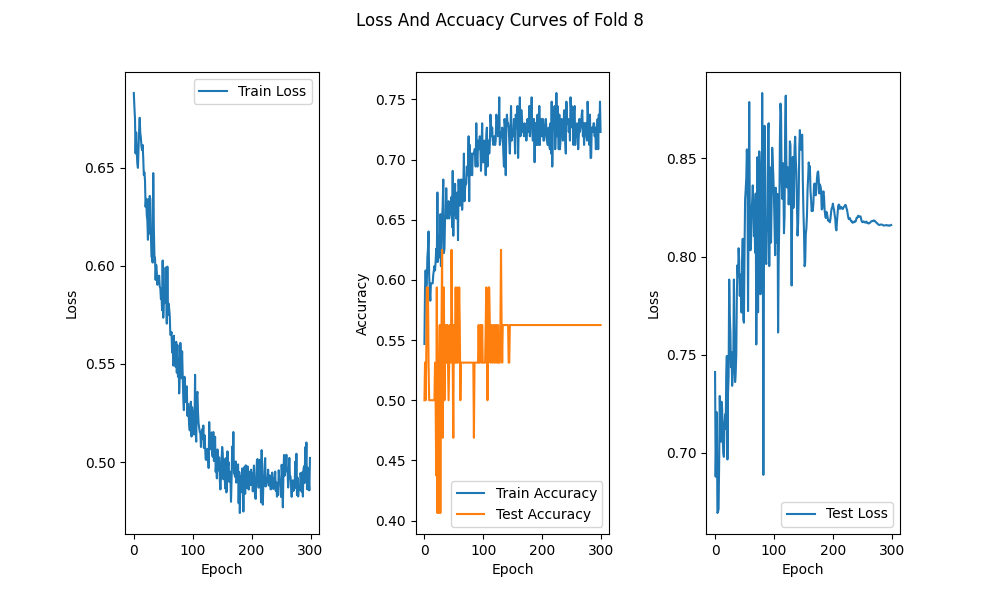 Loss And Accuacy Curves of Fold 8
Train Loss
0.65
0.60
0.55
0.50
Loss
0 100 200 300
Epoch
0.75
0.70
0.65
0.60
0.55
0.50
0.45
0.40
Accuracy
Train Accuracy
Test Accuracy
0 100 200 300
Epoch
0.85
0.80
0.75
0.70
Loss
Test Loss
0 100 200 300
Epoch